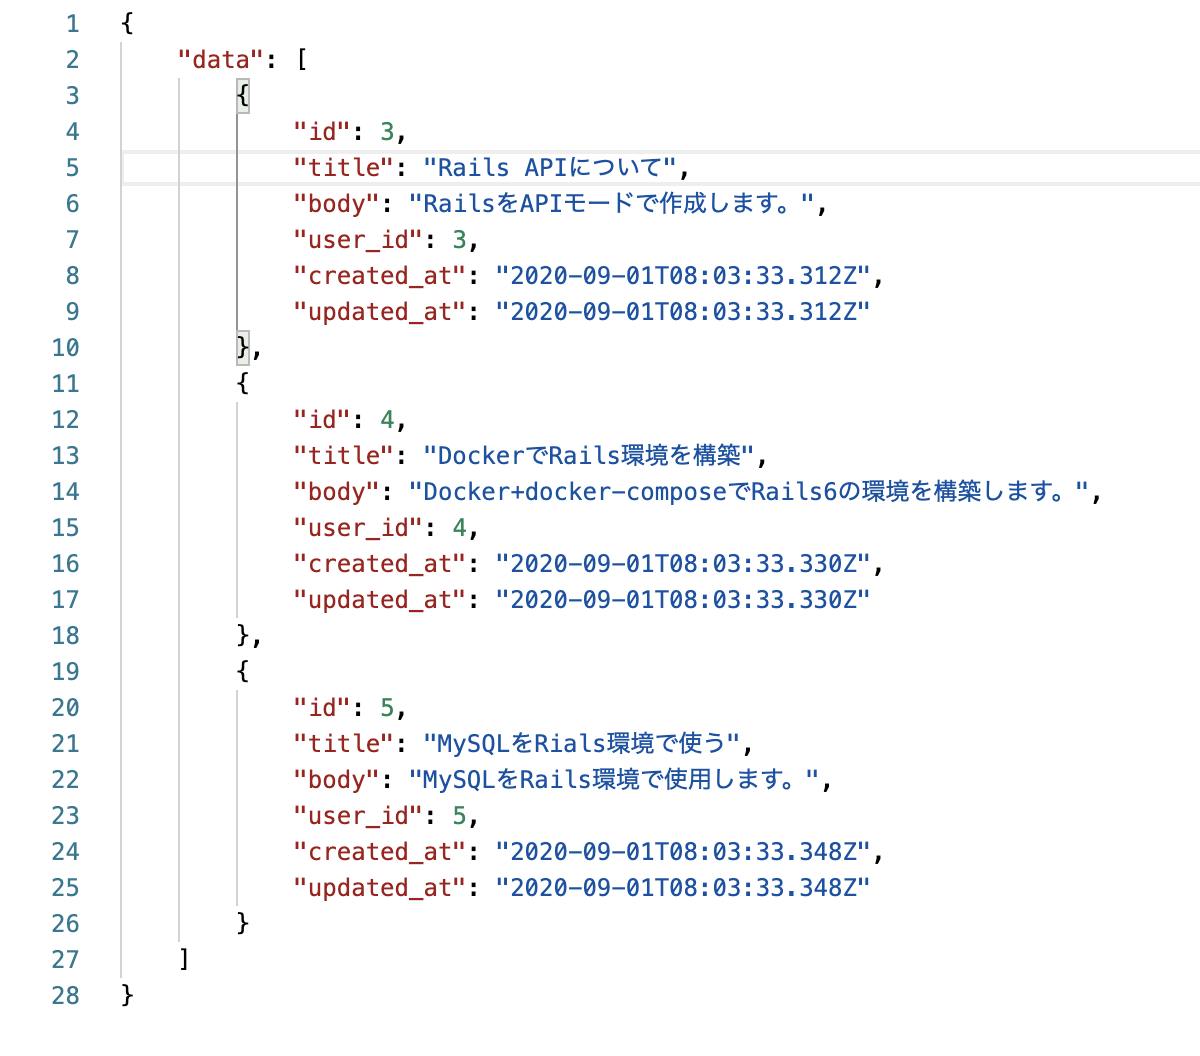 1 {
2     "data": [
3         {
4             "id": 3,
5             "title": "Rails APIについて",
6             "body": "RailsをAPIモードで作成します。",
7             "user_id": 3,
8             "created_at": "2020-09-01T08:03:33.312Z",
9             "updated_at": "2020-09-01T08:03:33.312Z"
10         },
11         {
12             "id": 4,
13             "title": "DockerでRails環境を構築",
14             "body": "Docker+docker-composeでRails6の環境を構築します。",
15             "user_id": 4,
16             "created_at": "2020-09-01T08:03:33.330Z",
17             "updated_at": "2020-09-01T08:03:33.330Z"
18         },
19         {
20             "id": 5,
21             "title": "MySQLをRials環境で使う",
22             "body": "MySQLをRails環境で使用します。",
23             "user_id": 5,
24             "created_at": "2020-09-01T08:03:33.348Z",
25             "updated_at": "2020-09-01T08:03:33.348Z"
26         }
27     ]
28 }